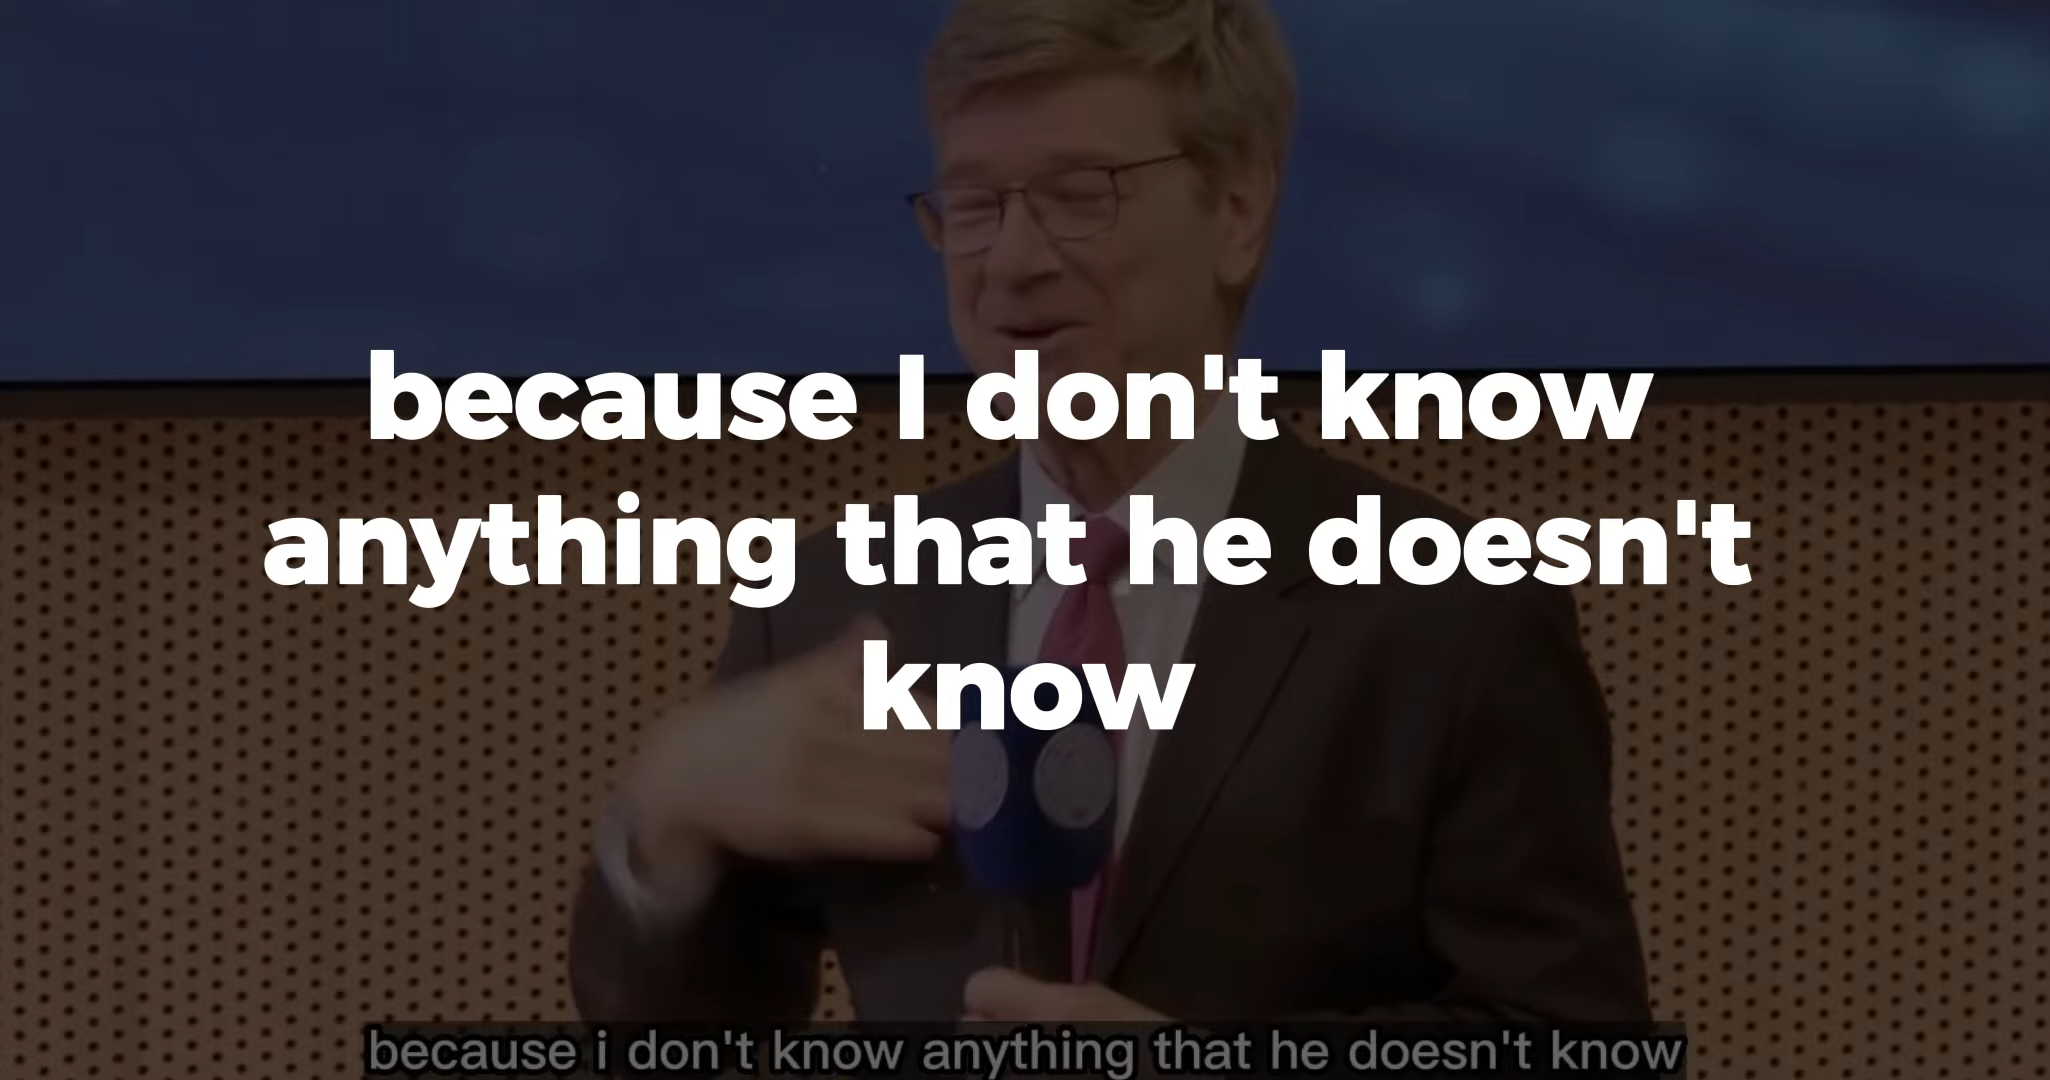 because I don't know
anything that he doesn't
know
because i don't know anything that he doesn't know